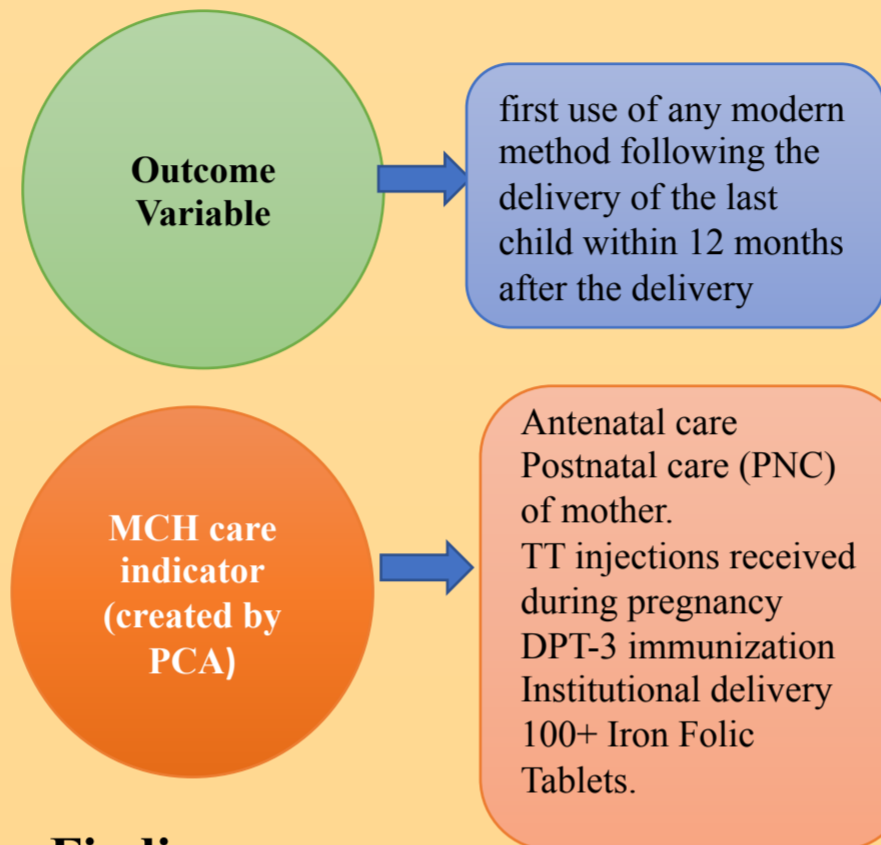 Outcome
Variable
first use of any modern
method following the
delivery of the last
child within 12 months
after the delivery
MCH care
indicator
(created by
PCA)
Antenatal care
Postnatal care (PNC)
of mother.
TT injections received
during pregnancy
DPT-3 immunization
Institutional delivery
100+ Iron Folic
Tablets.